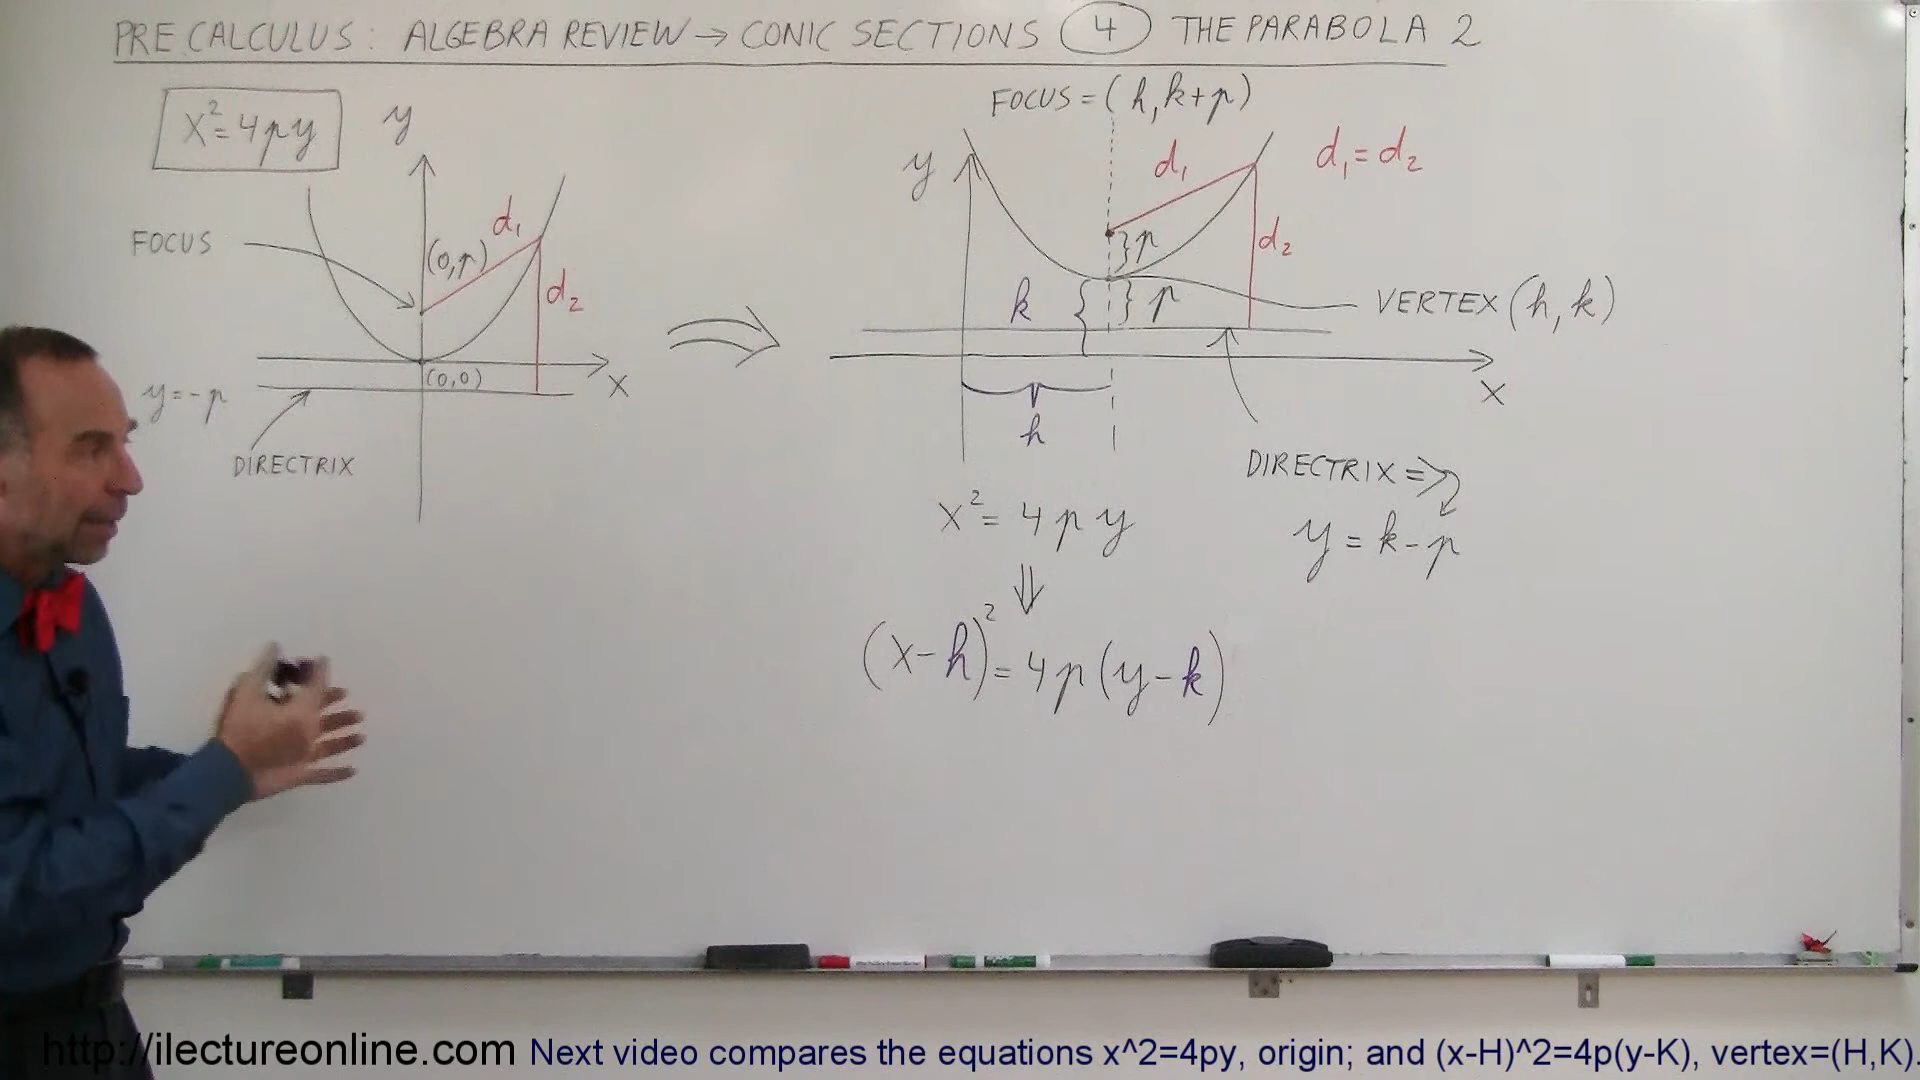 PRE CALCULUS: ALGEBRA REVIEW → CONIC SECTIONS 4 THE PARABOLA 2
x²=4py
y
FOCUS
(0,p)
d₁
d₂
(0,0)
x
y=-p
DIRECTRIX
FOCUS=(h,k+p)
y
d₁
d₁=d₂
d₂
}p
k
{
}p
VERTEX(h,k)
x
h
DIRECTRIX ⇒
y=k-p
x²=4py
⇓
(x-h)²=4p(y-k)
http://ilectureonline.com Next video compares the equations x^2=4py, origin; and (x-H)^2=4p(y-K), vertex=(H,K).